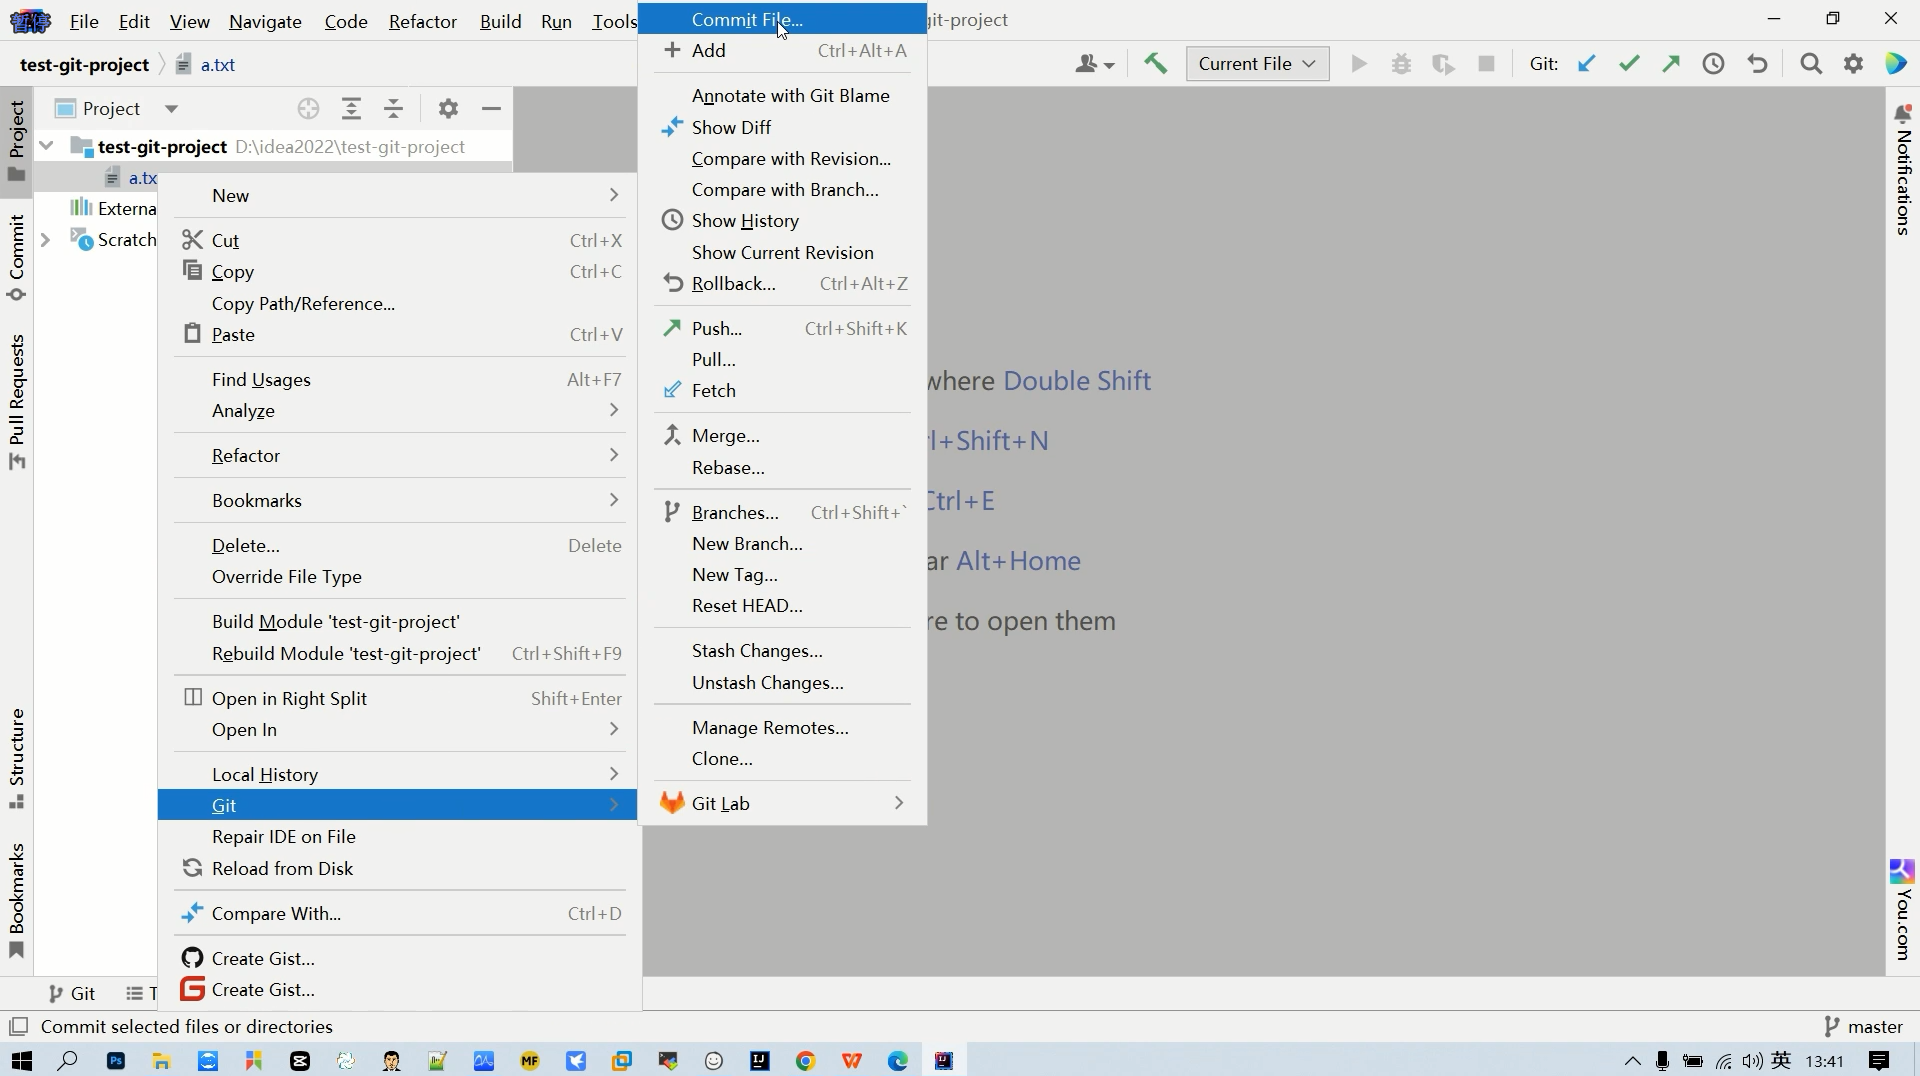 暂停 File Edit View Navigate Code Refactor Build Run Tools git-project
test-git-project a.txt Current File Git:
Project
test-git-project D:\idea2022\test-git-project
a.tx
Externa
Scratch
Project
Commit
Pull Requests
Structure
Bookmarks
New
Cut Ctrl+X
Copy Ctrl+C
Copy Path/Reference...
Paste Ctrl+V
Find Usages Alt+F7
Analyze
Refactor
Bookmarks
Delete... Delete
Override File Type
Build Module 'test-git-project'
Rebuild Module 'test-git-project' Ctrl+Shift+F9
Open in Right Split Shift+Enter
Open In
Local History
Git
Repair IDE on File
Reload from Disk
Compare With... Ctrl+D
Create Gist...
Create Gist...
Commit File...
Add Ctrl+Alt+A
Annotate with Git Blame
Show Diff
Compare with Revision...
Compare with Branch...
Show History
Show Current Revision
Rollback... Ctrl+Alt+Z
Push... Ctrl+Shift+K
Pull...
Fetch
Merge...
Rebase...
Branches... Ctrl+Shift+`
New Branch...
New Tag...
Reset HEAD...
Stash Changes...
Unstash Changes...
Manage Remotes...
Clone...
Git Lab
where Double Shift
rl+Shift+N
Ctrl+E
ar Alt+Home
re to open them
Notifications
You.com
Git T
Commit selected files or directories master
Ps MF IJ W IJ 英 13:41